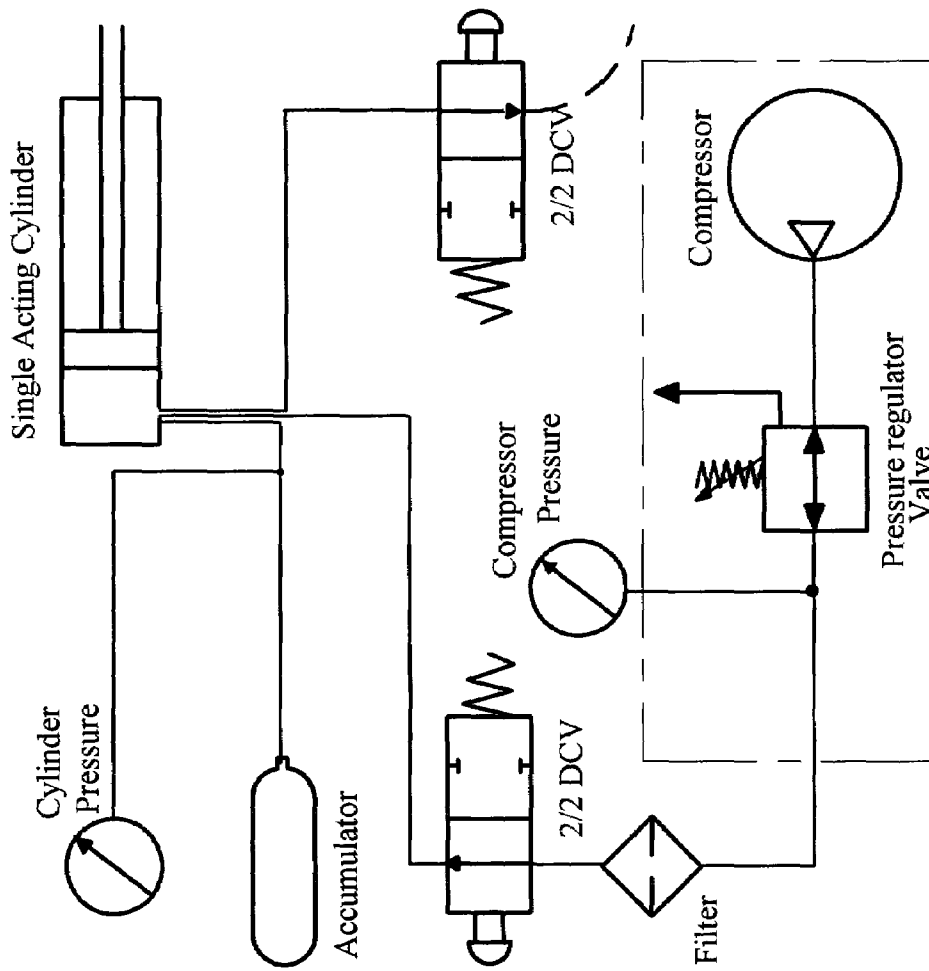 Single Acting Cylinder
Cylinder
Pressure
Accumulator
2/2 DCV
2/2 DCV
Compressor
Pressure
Compressor
Pressure regulator
Valve
Filter